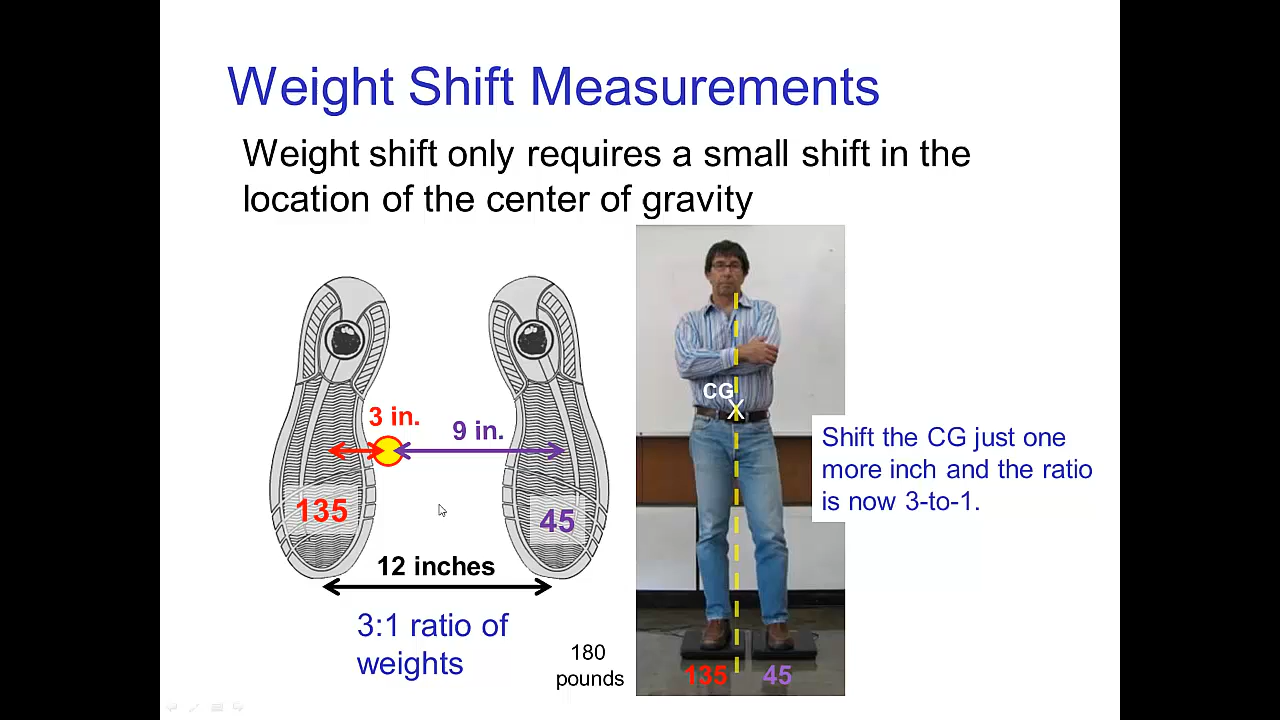 Weight Shift Measurements
Weight shift only requires a small shift in the
location of the center of gravity
3 in.
9 in.
135
45
12 inches
3:1 ratio of
weights
180
pounds
CG
X
135
45
Shift the CG just one
more inch and the ratio
is now 3-to-1.